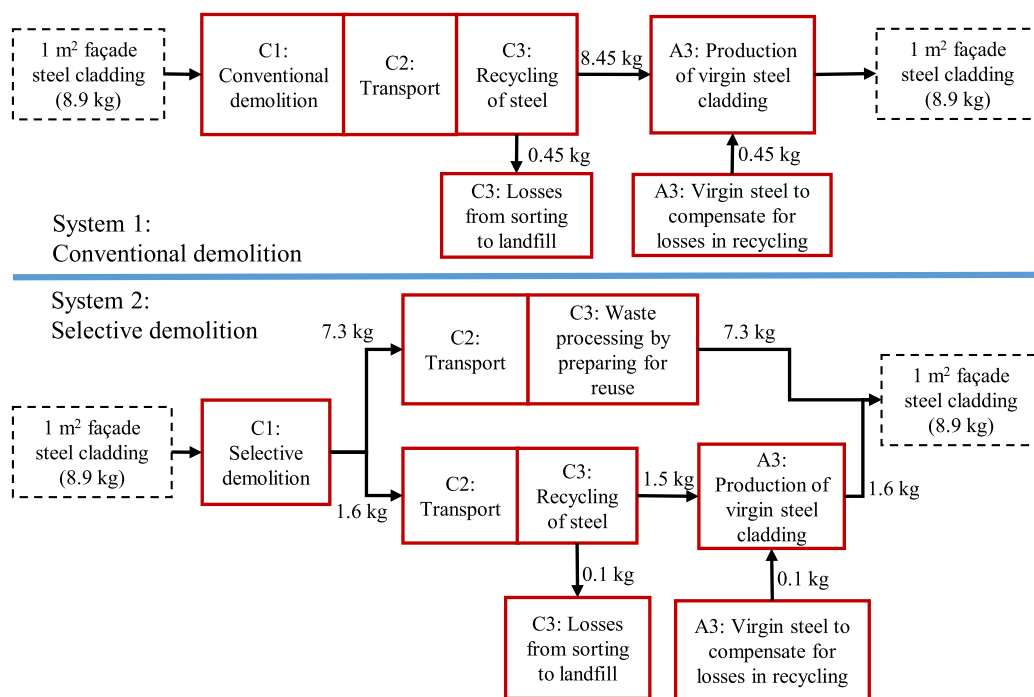 1 m² façade
steel cladding
(8.9 kg)
C1:
Conventional
demolition
C2:
Transport
C3:
Recycling
of steel
8.45 kg
A3: Production
of virgin steel
cladding
1 m² façade
steel cladding
(8.9 kg)
0.45 kg
0.45 kg
C3: Losses
from sorting
to landfill
A3: Virgin steel to
compensate for
losses in recycling
System 1:
Conventional demolition
System 2:
Selective demolition
7.3 kg
C2:
Transport
C3: Waste
processing by
preparing for
reuse
7.3 kg
1 m² façade
steel cladding
(8.9 kg)
1 m² façade
steel cladding
(8.9 kg)
C1:
Selective
demolition
1.6 kg
C2:
Transport
C3:
Recycling
of steel
1.5 kg
A3:
Production of
virgin steel
cladding
1.6 kg
0.1 kg
0.1 kg
C3: Losses
from sorting
to landfill
A3: Virgin steel to
compensate for
losses in recycling